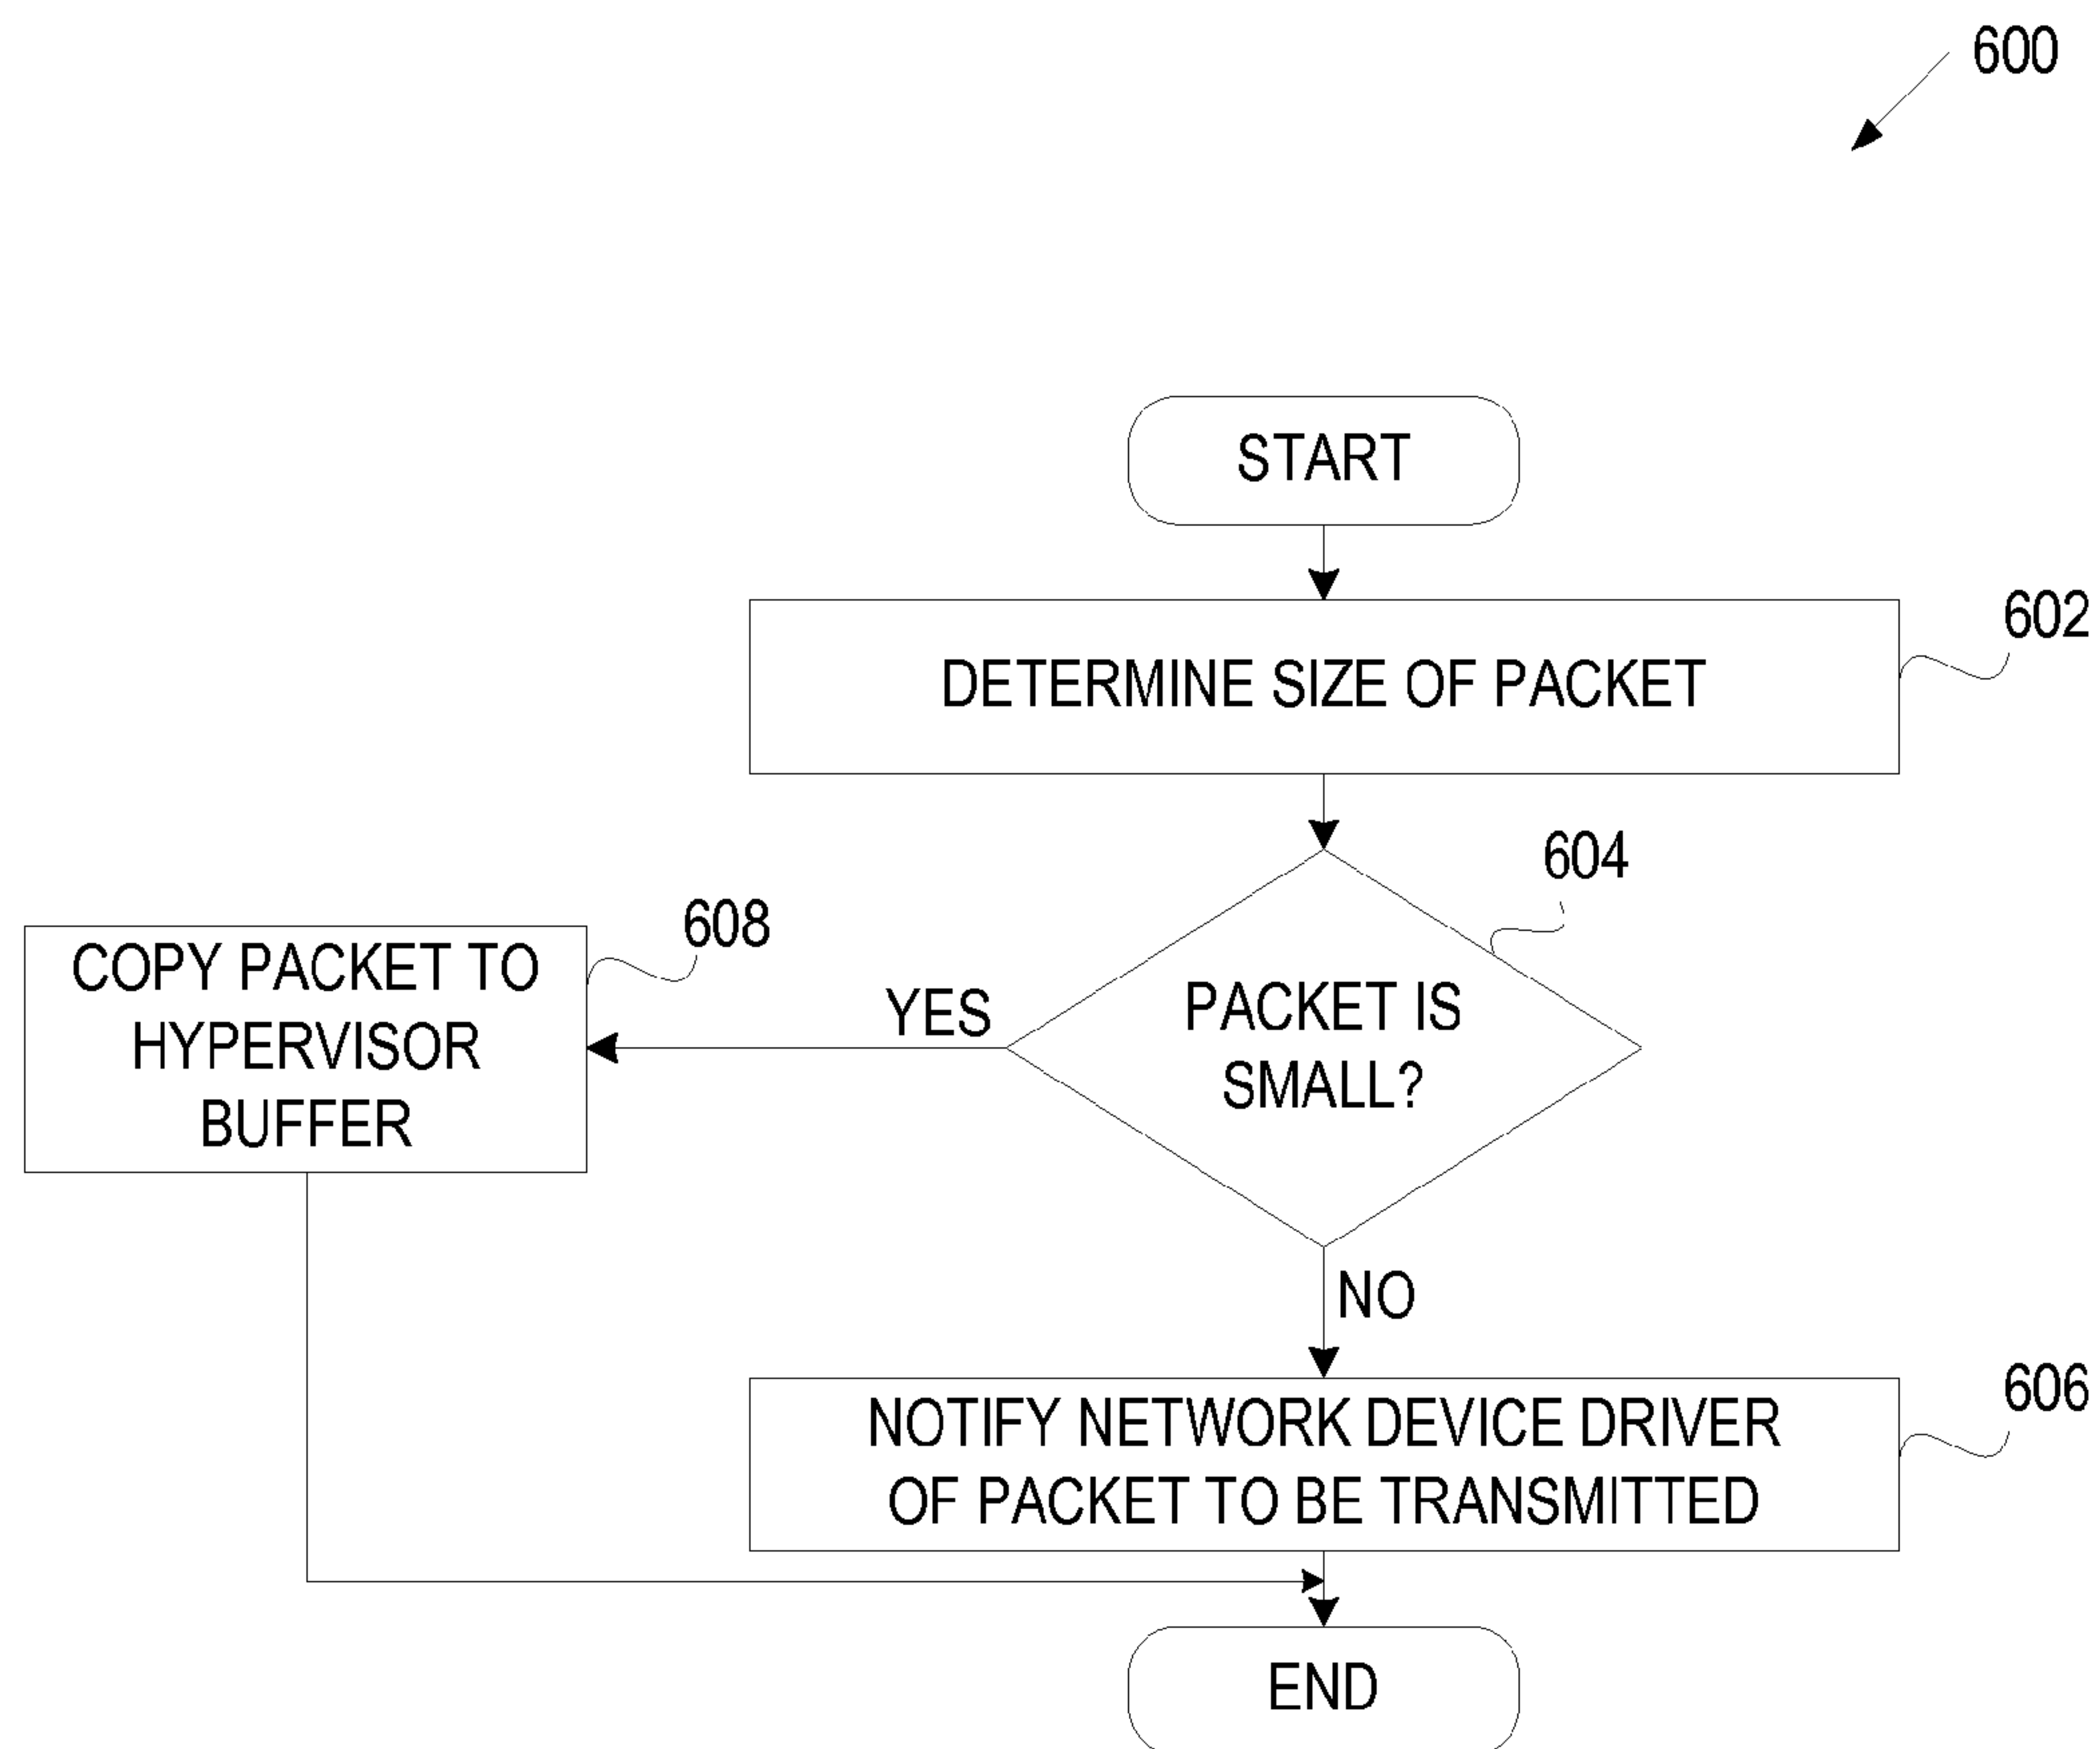 600
START
602
DETERMINE SIZE OF PACKET
604
608
COPY PACKET TO
HYPERVISOR
BUFFER
YES
PACKET IS
SMALL?
NO
606
NOTIFY NETWORK DEVICE DRIVER
OF PACKET TO BE TRANSMITTED
END